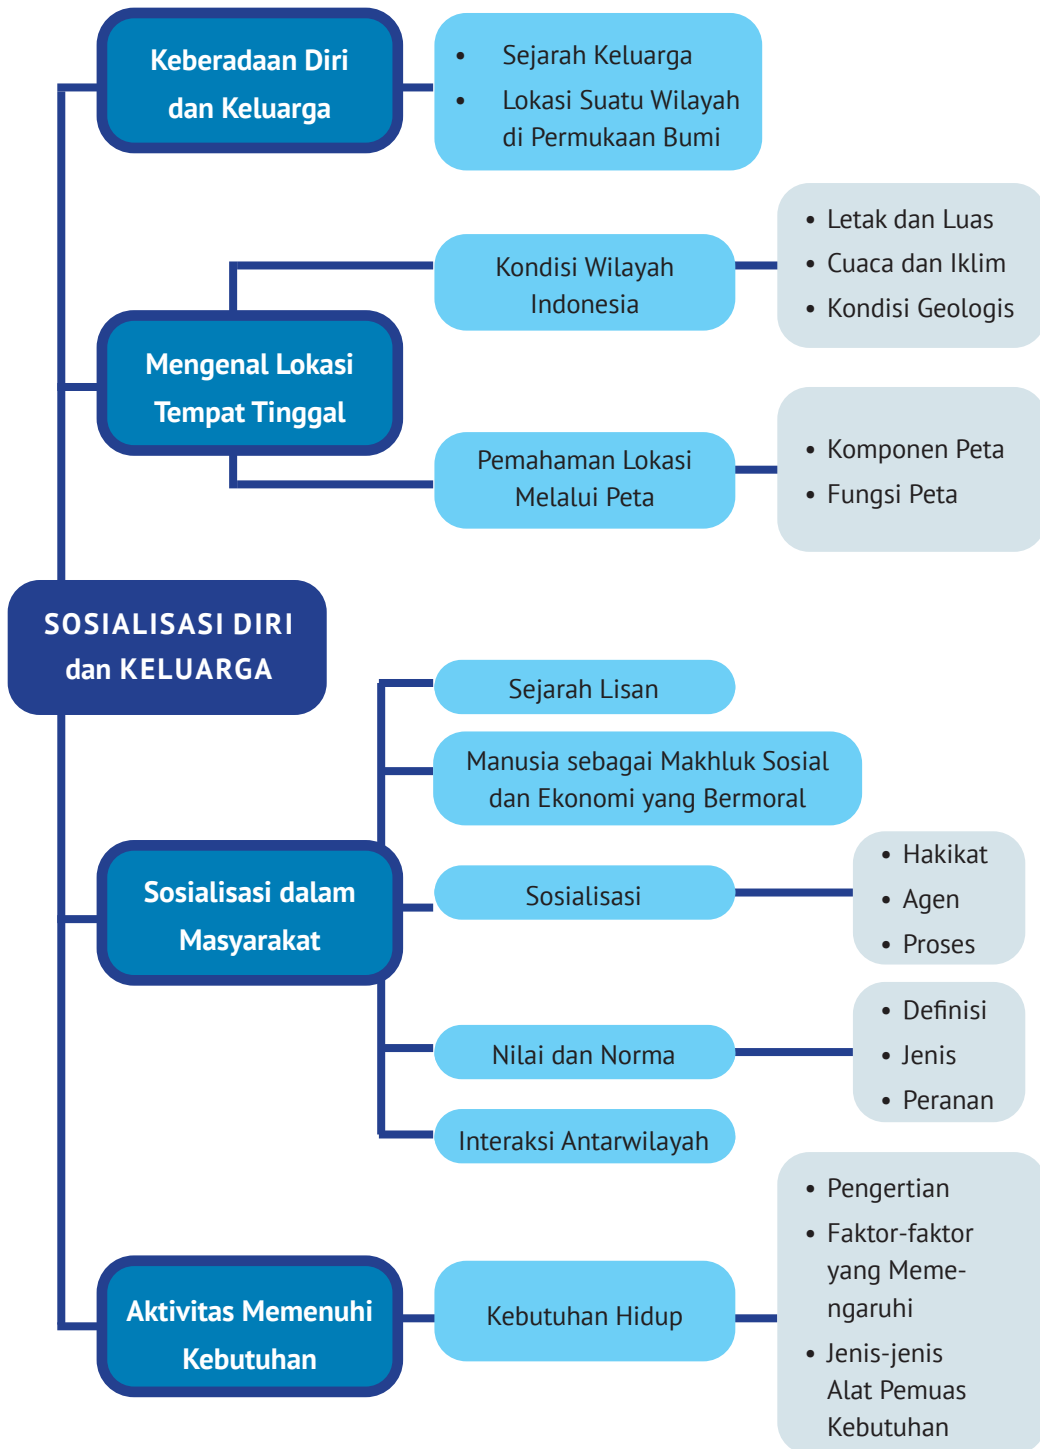 Keberadaan Diri
dan Keluarga
• Sejarah Keluarga
• Lokasi Suatu Wilayah
di Permukaan Bumi
Mengenal Lokasi
Tempat Tinggal
Kondisi Wilayah
Indonesia
• Letak dan Luas
• Cuaca dan Iklim
• Kondisi Geologis
Pemahaman Lokasi
Melalui Peta
• Komponen Peta
• Fungsi Peta
SOSIALISASI DIRI
dan KELUARGA
Sosialisasi dalam
Masyarakat
Sejarah Lisan
Manusia sebagai Makhluk Sosial
dan Ekonomi yang Bermoral
Sosialisasi
• Hakikat
• Agen
• Proses
Nilai dan Norma
• Definisi
• Jenis
• Peranan
Interaksi Antarwilayah
Aktivitas Memenuhi
Kebutuhan
Kebutuhan Hidup
• Pengertian
• Faktor-faktor
yang Meme-
ngaruhi
• Jenis-jenis
Alat Pemuas
Kebutuhan